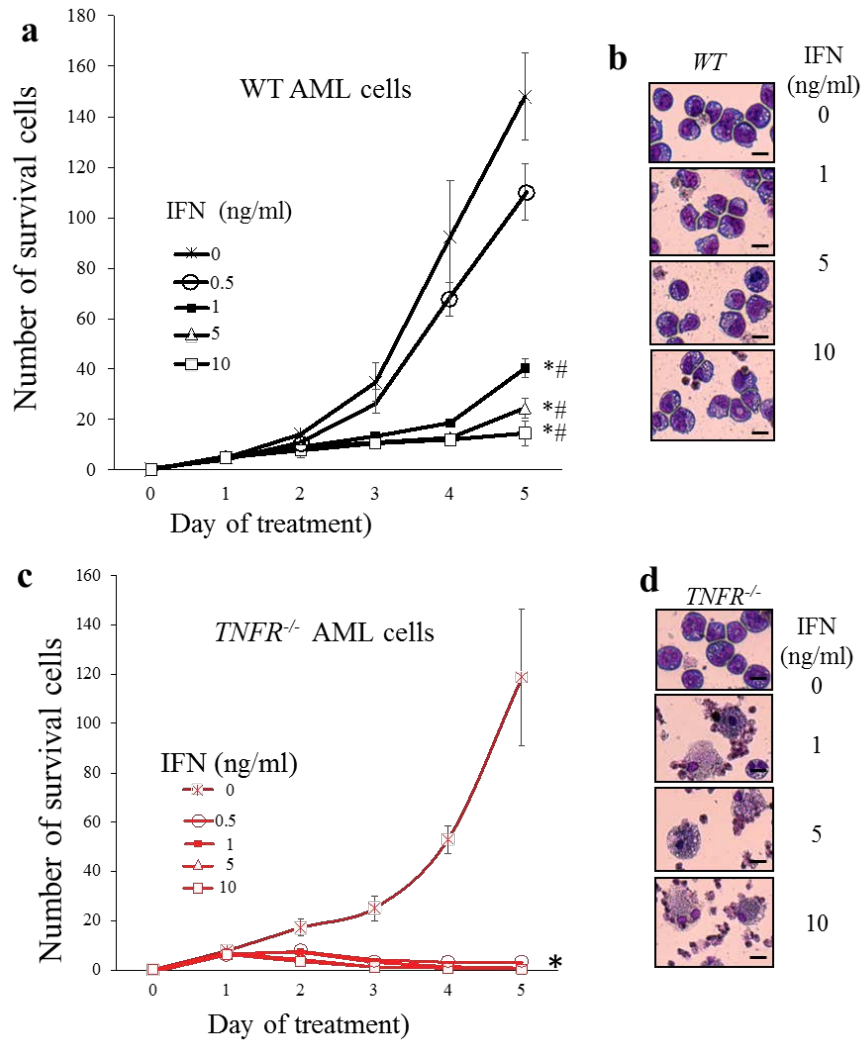 a
180
160
140
120
100
80
60
40
20
0
Number of survival cells
WT AML cells
IFN (ng/ml)
0
0.5
1
5
10
*#
*#
*#
0 1 2 3 4 5
Day of treatment)
b
WT
IFN
(ng/ml)
0
1
5
10
c
160
140
120
100
80
60
40
20
0
Number of survival cells
TNFR-/- AML cells
IFN (ng/ml)
0
0.5
1
5
10
*
0 1 2 3 4 5
Day of treatment)
d
TNFR-/-
IFN
(ng/ml)
0
1
5
10